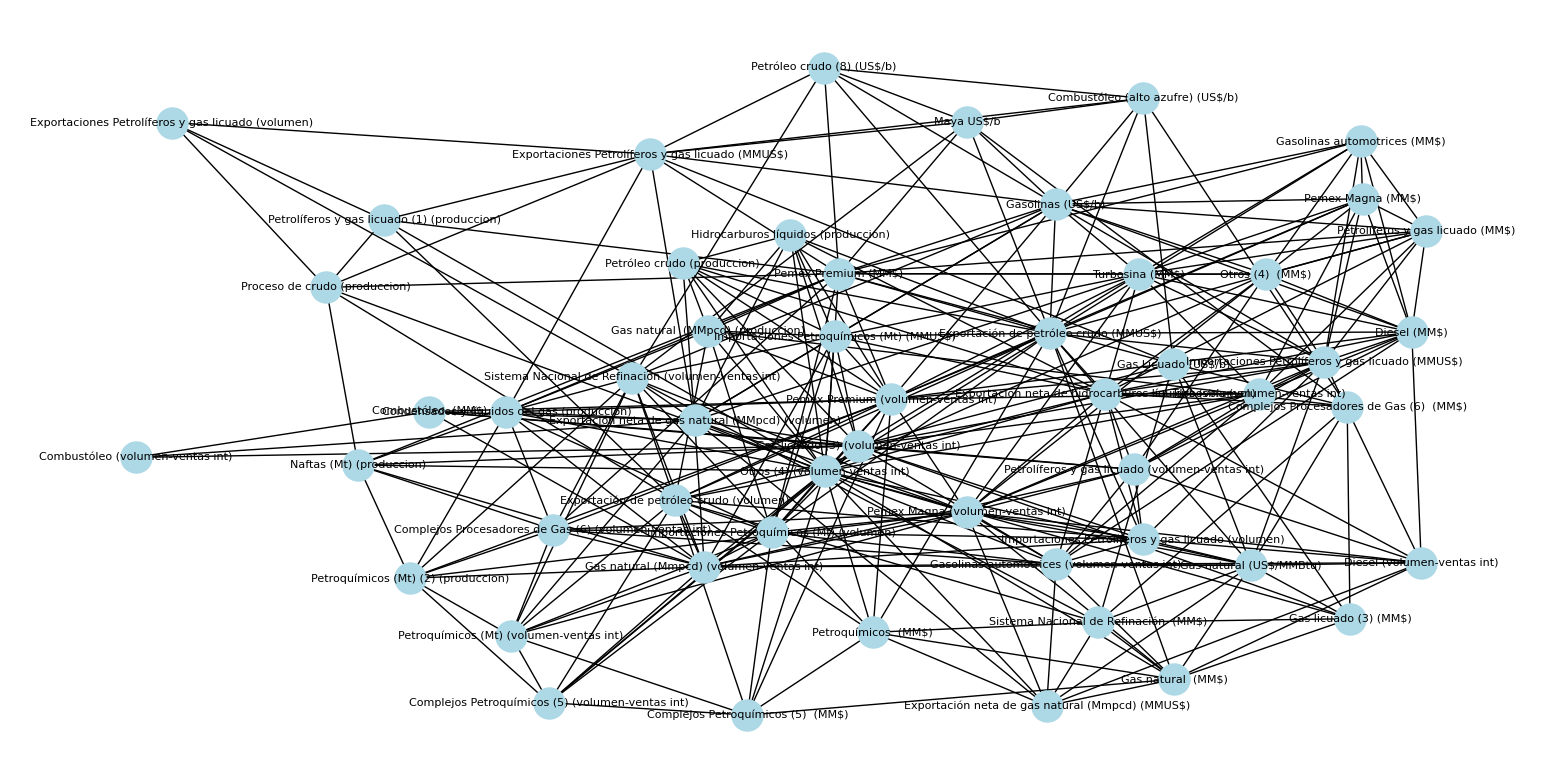 Petróleo crudo (8) (US$/b)
Combustóleo (alto azufre) (US$/b)
Exportaciones Petrolíferos y gas licuado (volumen)
Maya US$/b
Gasolinas automotrices (MM$)
Exportaciones Petrolíferos y gas licuado (MMUS$)
Pemex Magna (MM$)
Gasolinas (US$/b)
Petrolíferos y gas licuado (1) (produccion)
Petrolíferos y gas licuado (MM$)
Hidrocarburos líquidos (producción)
Petróleo crudo (produccion)
Pemex Premium (MM$)
Turbosina (MM$)
Otros (4)  (MM$)
Proceso de crudo (produccion)
Gas natural  (MMpcd) (produccion)
Importaciones Petroquímicos (Mt) (MMUS$)
Exportación de petróleo crudo (MMUS$)
Diesel (MM$)
Gas Licuado (US$/b)
Importaciones Petrolíferos y gas licuado (MMUS$)
Sistema Nacional de Refinación (volumen-ventas int)
Pemex Premium (volumen-ventas int)
Exportación neta de hidrocarburos líquidos (volumen)
Complejos Procesadores de Gas (6)  (MM$)
Combustóleo (MM$)
Condensados y líquidos del gas (producción)
Exportación neta de gas natural (MMpcd) (volumen)
(3) (volumen-ventas int)
Combustóleo (volumen-ventas int)
Naftas (Mt) (produccion)
Otros (4) (volumen-ventas int)
Petrolíferos y gas licuado (volumen-ventas int)
Exportación de petróleo crudo (volumen)
Pemex Magna (volumen-ventas int)
Complejos Procesadores de Gas (6) (volumen-ventas int)
Importaciones Petroquímicos (Mt) (volumen)
Importaciones Petrolíferos y gas licuado (volumen)
Gas natural (Mmpcd) (volumen-ventas int)
Gasolinas automotrices (volumen-ventas int)
Gas natural (US$/MMBtu)
Diesel (volumen-ventas int)
Petroquímicos (Mt) (2) (produccion)
Petroquímicos (Mt) (volumen-ventas int)
Petroquímicos  (MM$)
Sistema Nacional de Refinación  (MM$)
Gas licuado (3) (MM$)
Gas natural  (MM$)
Complejos Petroquímicos (5) (volumen-ventas int)
Complejos Petroquímicos (5)  (MM$)
Exportación neta de gas natural (Mmpcd) (MMUS$)